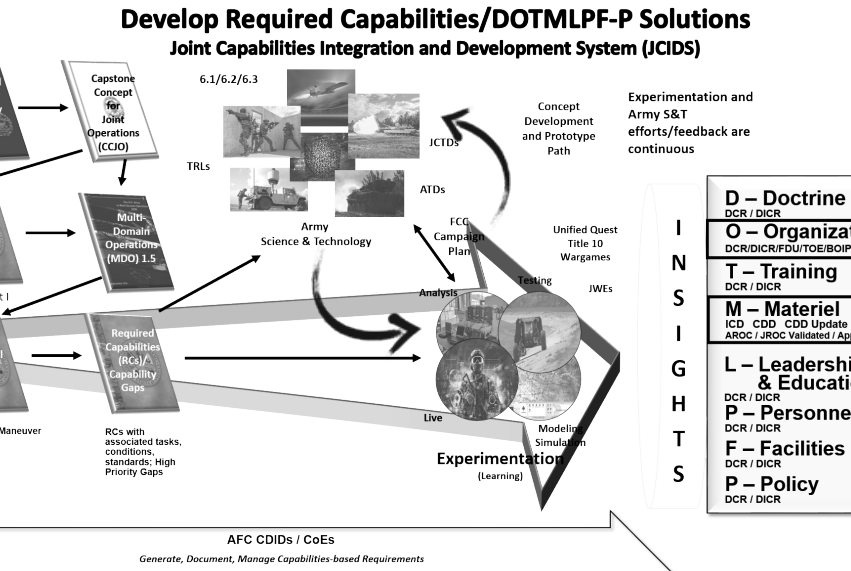 Develop Required Capabilities/DOTMLPF-P Solutions
Joint Capabilities Integration and Development System (JCIDS)
6.1/6.2/6.3
Capstone
Concept
for
Joint
Operations
(CCJO)
TRLs
JCTDs
ATDs
Army
Science & Technology
Concept
Development
and Prototype
Path
Experimentation and
Army S&T
efforts/feedback are
continuous
Multi-
Domain
Operations
(MDO) 1.5
FCC
Campaign
Plan
Unified Quest
Title 10
Wargames
JWEs
Testing
Analysis
Required
Capabilities
(RCs)/
Capability
Gaps
Live
Modeling
Simulation
Experimentation
(Learning)
Maneuver
RCs with
associated tasks,
conditions,
standards; High
Priority Gaps
I
N
S
I
G
H
T
S
D – Doctrine
DCR / DICR
O – Organizat
DCR/DICR/FDU/TOE/BOIP
T – Training
DCR / DICR
M – Materiel
ICD CDD CDD Update
AROC / JROC Validated / App
L – Leadershi
& Educati
DCR / DICR
P – Personne
DCR / DICR
F – Facilities
DCR / DICR
P – Policy
DCR / DICR
AFC CDIDs / CoEs
Generate, Document, Manage Capabilities-based Requirements